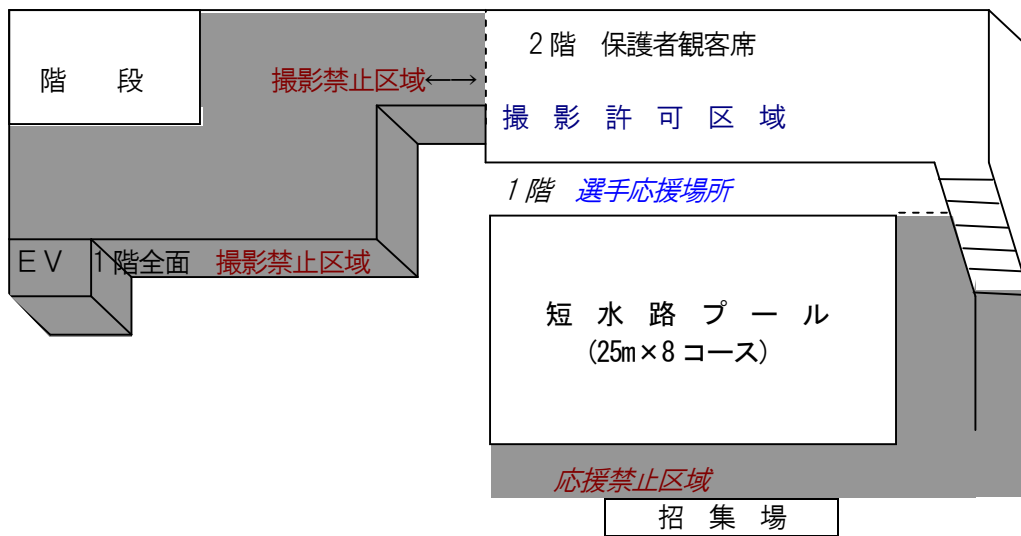 2階　保護者観客席
階　段
撮影禁止区域←→
撮　影　許　可　区　域
1階　選手応援場所
EV　1階全面　撮影禁止区域
短　水　路　プ　ー　ル
(25m×8コース)
応援禁止区域
招　集　場